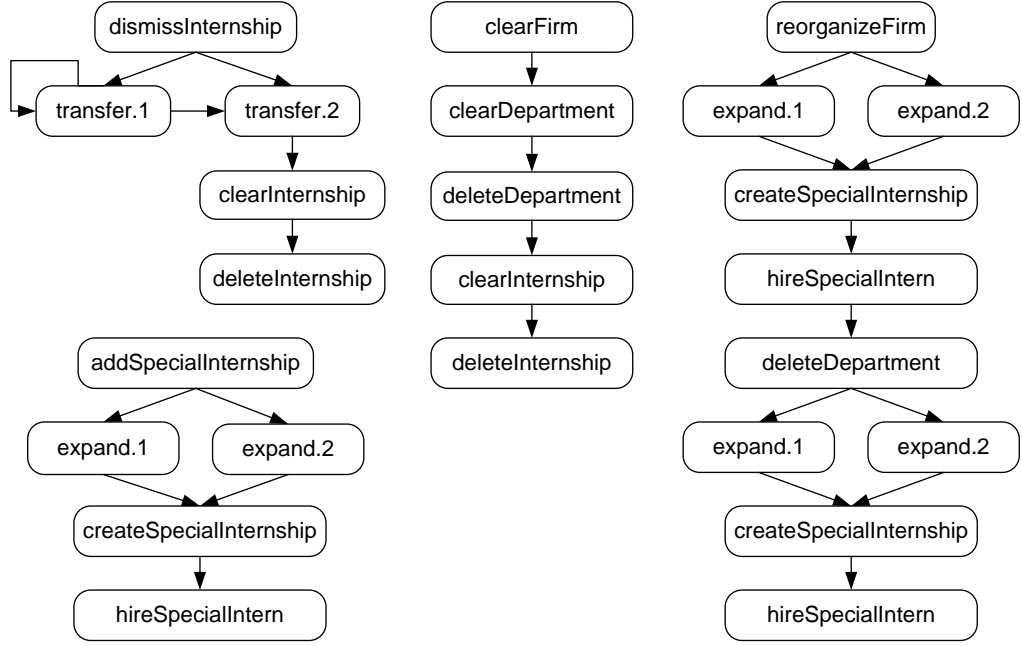 dismissInternship
transfer.1
transfer.2
clearInternship
deleteInternship
addSpecialInternship
expand.1
expand.2
createSpecialInternship
hireSpecialIntern
clearFirm
clearDepartment
deleteDepartment
clearInternship
deleteInternship
reorganizeFirm
expand.1
expand.2
createSpecialInternship
hireSpecialIntern
deleteDepartment
expand.1
expand.2
createSpecialInternship
hireSpecialIntern